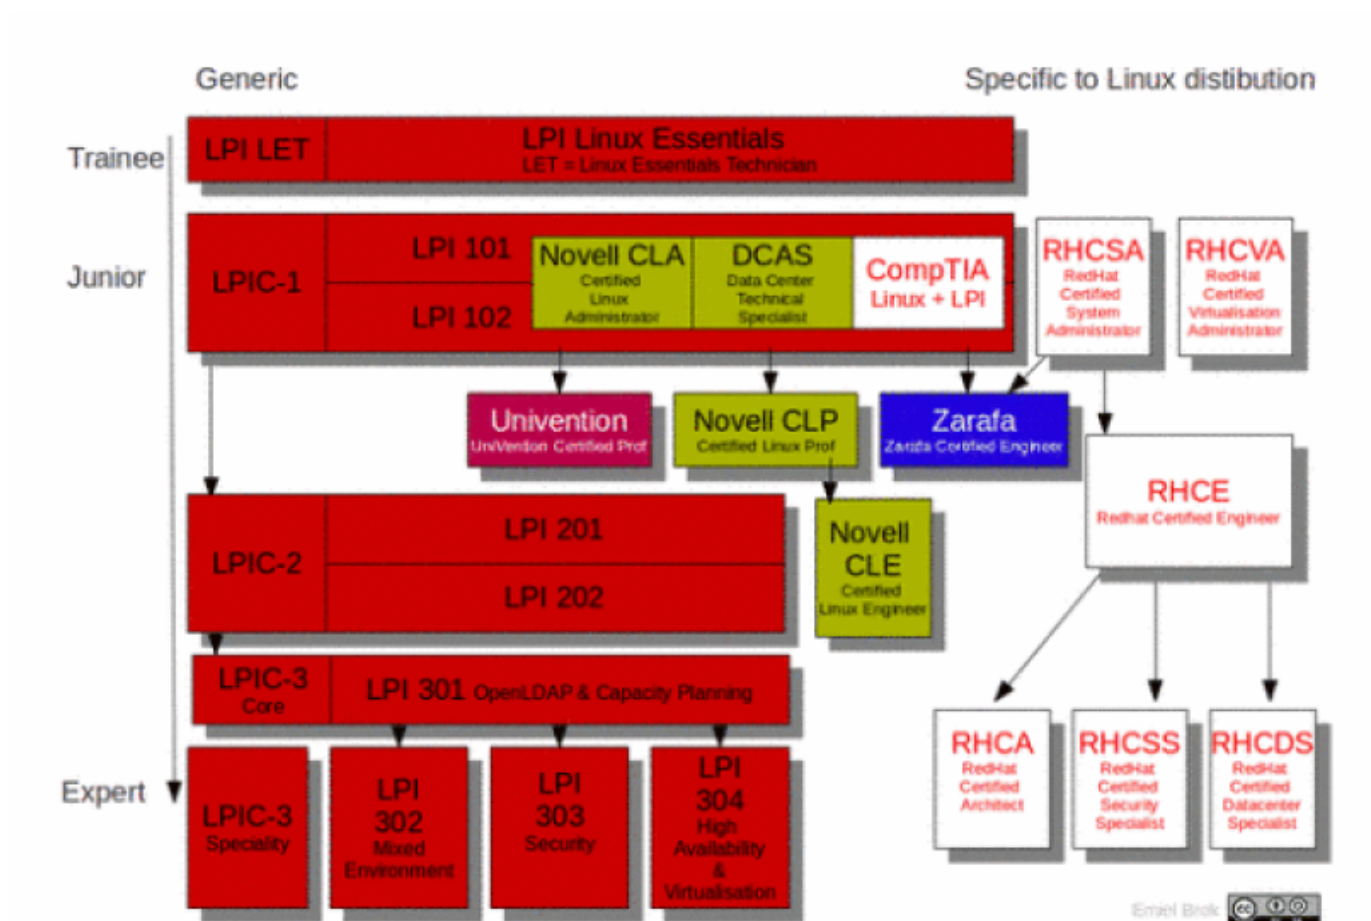 Generic
Specific to Linux distibution
Trainee
LPI LET
LPI Linux Essentials
LET = Linux Essentials Technician
Junior
LPIC-1
LPI 101
LPI 102
Novell CLA
Certified
Linux
Administrator
DCAS
Data Center
Technical
Specialist
CompTIA
Linux + LPI
RHCSA
RedHat
Certified
System
Administrator
RHCVA
RedHat
Certified
Virtualisation
Administrator
Univention
UniVention Certified Prof
Novell CLP
Certified Linux Prof
Zarafa
Zarafa Certified Engineer
RHCE
Redhat Certified Engineer
LPIC-2
LPI 201
LPI 202
Novell
CLE
Certified
Linux Engineer
LPIC-3
Core
LPI 301 OpenLDAP & Capacity Planning
Expert
LPIC-3
Speciality
LPI
302
Mixed
Environment
LPI
303
Security
LPI
304
High
Availability
&
Virtualisation
RHCA
RedHat
Certified
Architect
RHCSS
RedHat
Certified
Security
Specialist
RHCDS
RedHat
Certified
Datacenter
Specialist
Emiel Brok
cc